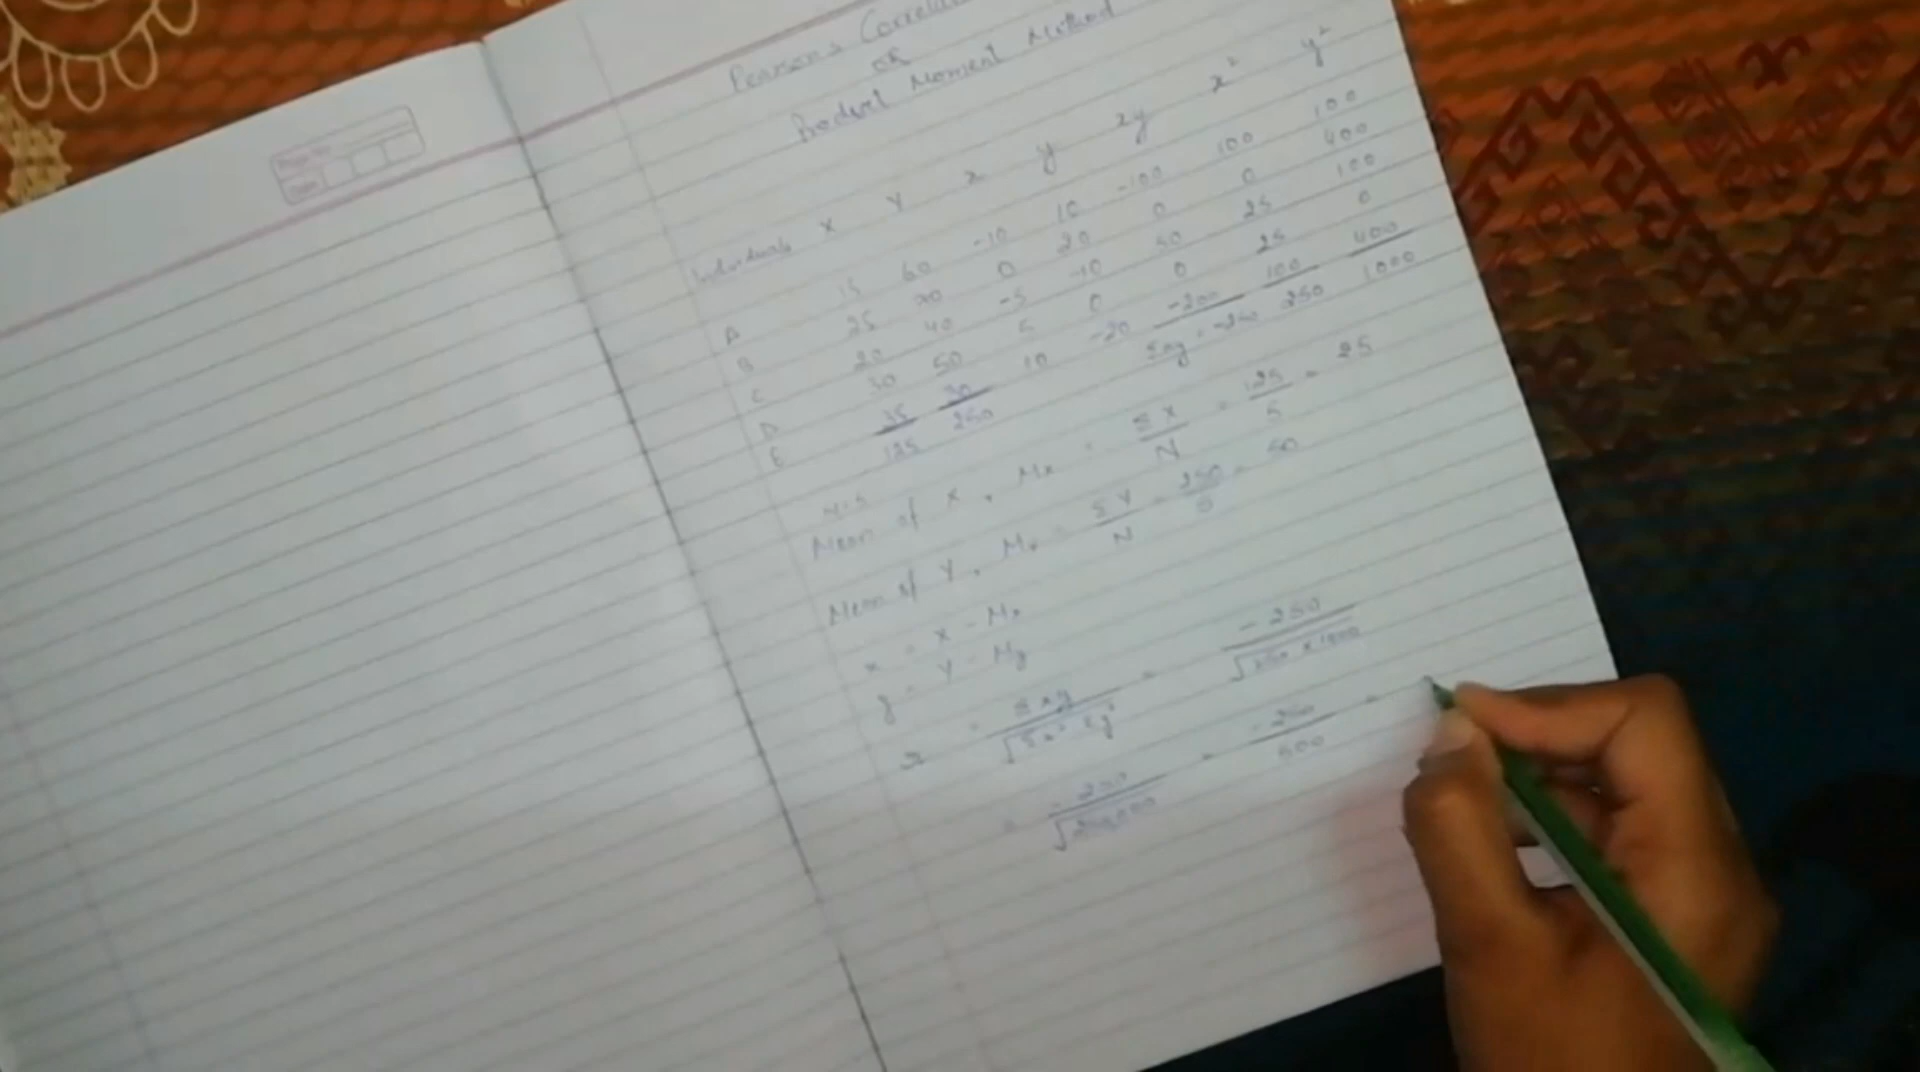 Pearson's Correlation
or
Product Moment Method
Individuals X Y x y xy x² y²
A 15 60 -10 10 -100 100 100
B 25 70 0 20 0 0 400
C 20 40 -5 -10 50 25 100
D 30 50 5 0 0 25 0
E 35 30 10 -20 -200 100 400
125 250 Σxy = -250 250 1000
N=5
Mean of X, Mx = ΣX/N = 125/5 = 25
Mean of Y, My = ΣY/N = 250/5 = 50
x = X - Mx
y = Y - My
r = Σxy/√Σx² Σy² = -250/√250 x 1000
= -250/√250000 = -250/500 =